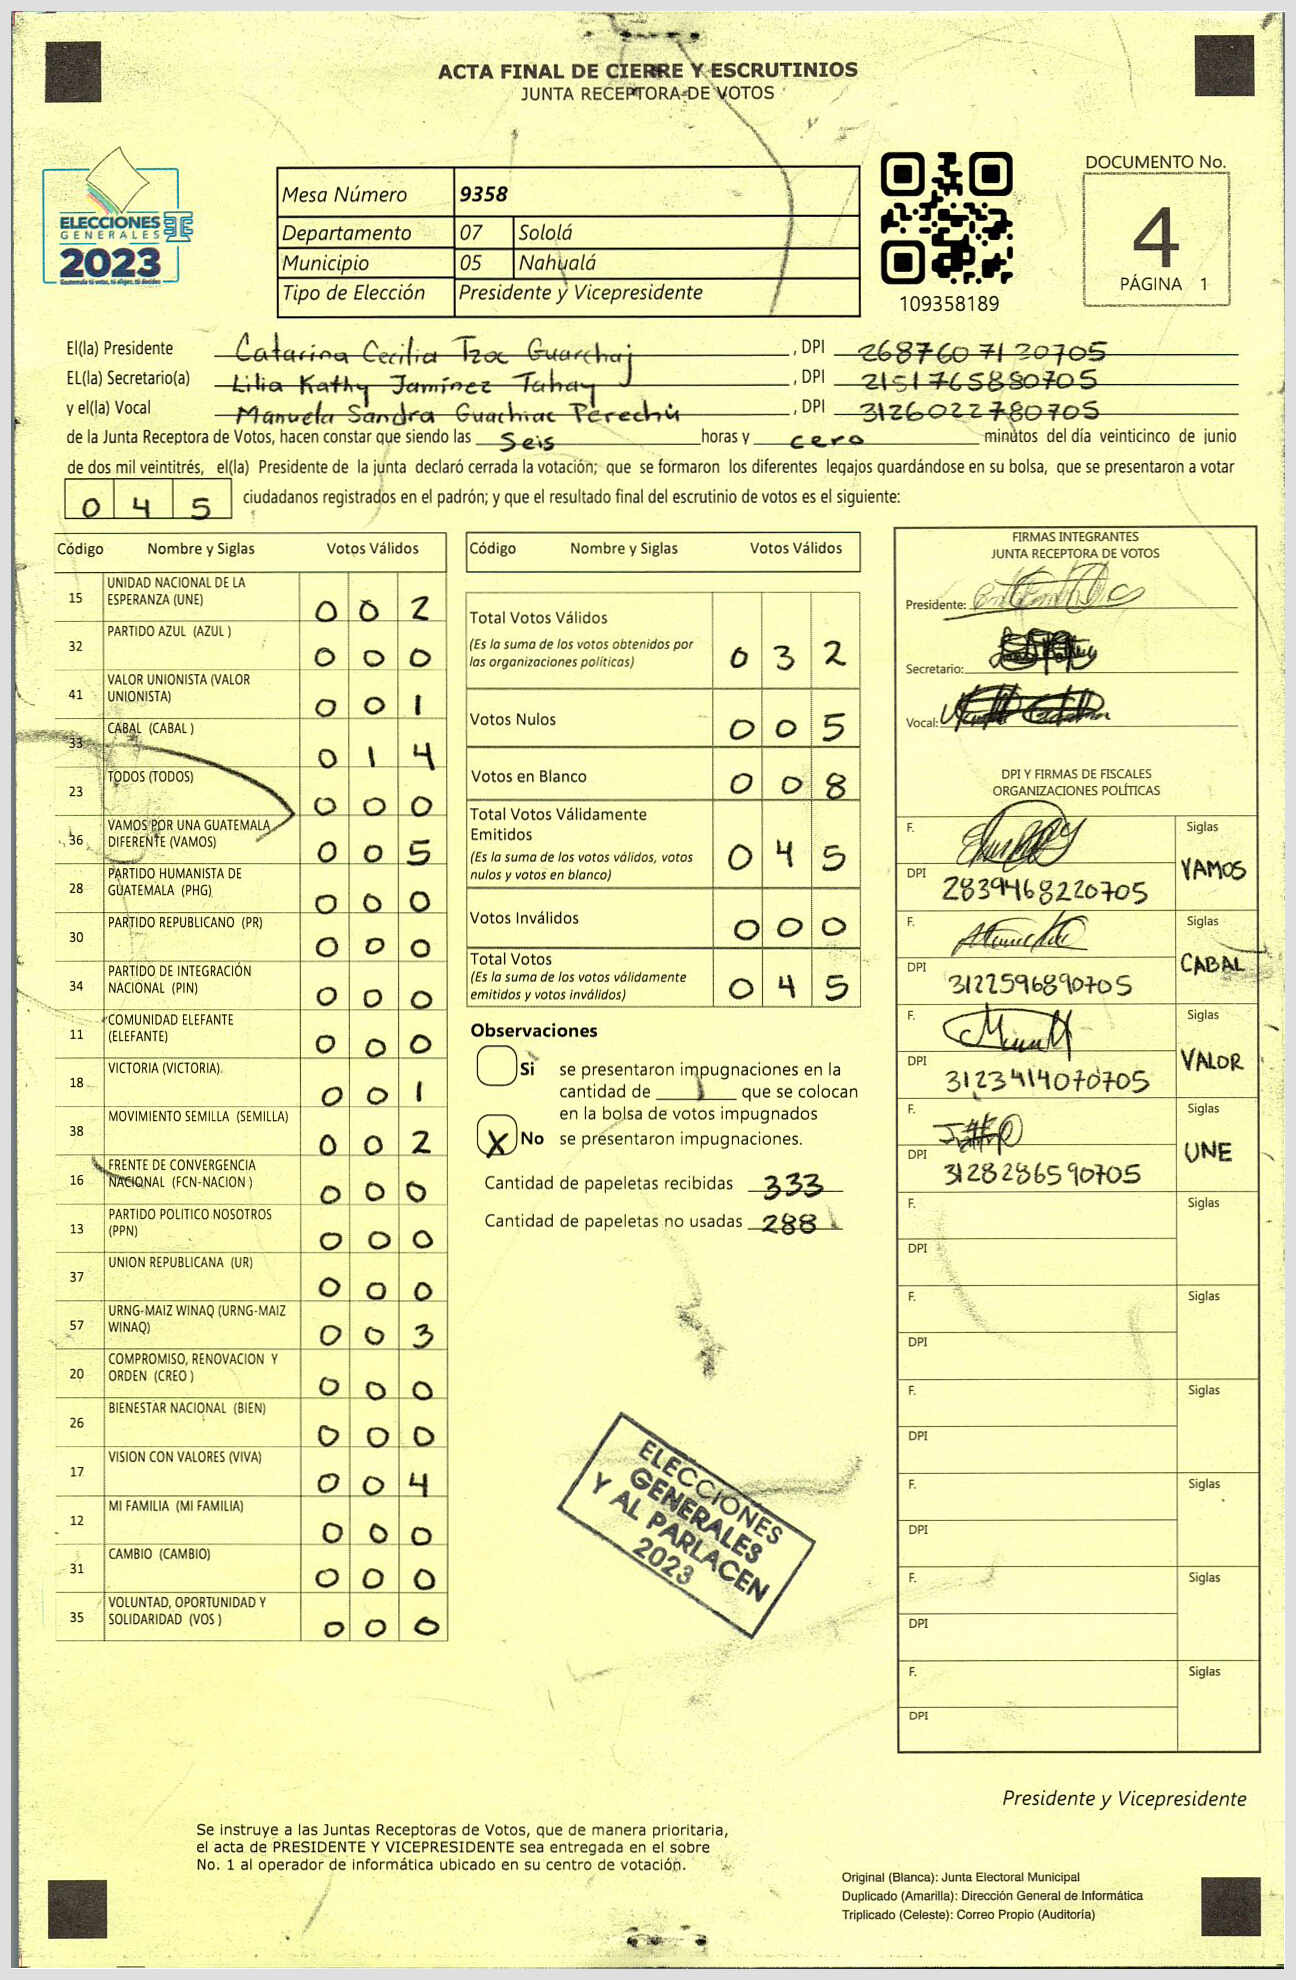 ACTA FINAL DE CIERRE Y ESCRUTINIOS
JUNTA RECEPTORA DE VOTOS
ELECCIONES
GENERALES
2023
Mesa Número 9358
Departamento 07 Sololá
Municipio 05 Nahualá
Tipo de Elección Presidente y Vicepresidente
109358189
DOCUMENTO No.
4
PÁGINA 1
El(la) Presidente Catarina Cecilia Tzoc Guarchaj, DPI 2687607130705
EL(la) Secretario(a) Lilia Kathy Jamínez Tahay, DPI 2151765880705
y el(la) Vocal Manuela Sandra Guachiac Perechú, DPI 3126022780705
de la Junta Receptora de Votos, hacen constar que siendo las Seis horas y cero minutos del día veinticinco de junio
de dos mil veintitrés, el(la) Presidente de la junta declaró cerrada la votación; que se formaron los diferentes legajos guardándose en su bolsa, que se presentaron a votar
0 4 5 ciudadanos registrados en el padrón; y que el resultado final del escrutinio de votos es el siguiente:
Código Nombre y Siglas Votos Válidos
15 UNIDAD NACIONAL DE LA
ESPERANZA (UNE) 0 0 2
32 PARTIDO AZUL (AZUL ) 0 0 0
41 VALOR UNIONISTA (VALOR
UNIONISTA) 0 0 1
33 CABAL (CABAL ) 0 1 4
23 TODOS (TODOS) 0 0 0
36 VAMOS POR UNA GUATEMALA
DIFERENTE (VAMOS) 0 0 5
28 PARTIDO HUMANISTA DE
GUATEMALA (PHG) 0 0 0
30 PARTIDO REPUBLICANO (PR) 0 0 0
34 PARTIDO DE INTEGRACIÓN
NACIONAL (PIN) 0 0 0
11 COMUNIDAD ELEFANTE
(ELEFANTE) 0 0 0
18 VICTORIA (VICTORIA) 0 0 1
38 MOVIMIENTO SEMILLA (SEMILLA) 0 0 2
16 FRENTE DE CONVERGENCIA
NACIONAL (FCN-NACION ) 0 0 0
13 PARTIDO POLITICO NOSOTROS
(PPN) 0 0 0
37 UNION REPUBLICANA (UR) 0 0 0
57 URNG-MAIZ WINAQ (URNG-MAIZ
WINAQ) 0 0 3
20 COMPROMISO, RENOVACION Y
ORDEN (CREO ) 0 0 0
26 BIENESTAR NACIONAL (BIEN) 0 0 0
17 VISION CON VALORES (VIVA) 0 0 4
12 MI FAMILIA (MI FAMILIA) 0 0 0
31 CAMBIO (CAMBIO) 0 0 0
35 VOLUNTAD, OPORTUNIDAD Y
SOLIDARIDAD (VOS ) 0 0 0
Código Nombre y Siglas Votos Válidos
Total Votos Válidos
(Es la suma de los votos obtenidos por
las organizaciones políticas) 0 3 2
Votos Nulos 0 0 5
Votos en Blanco 0 0 8
Total Votos Válidamente
Emitidos
(Es la suma de los votos válidos, votos
nulos y votos en blanco) 0 4 5
Votos Inválidos 0 0 0
Total Votos
(Es la suma de los votos válidamente
emitidos y votos inválidos) 0 4 5
Observaciones
Si se presentaron impugnaciones en la
cantidad de ______ que se colocan
en la bolsa de votos impugnados
X No se presentaron impugnaciones.
Cantidad de papeletas recibidas 333
Cantidad de papeletas no usadas 288
ELECCIONES
GENERALES
Y AL PARLACEN
2023
FIRMAS INTEGRANTES
JUNTA RECEPTORA DE VOTOS
Presidente:
Secretario:
Vocal:
DPI Y FIRMAS DE FISCALES
ORGANIZACIONES POLÍTICAS
F. Siglas
DPI 2839468220705 VAMOS
F. Siglas
DPI 3122596890705 CABAL
F. Siglas
DPI 3123414070705 VALOR
F. Siglas
DPI 3128286590705 UNE
F. Siglas
DPI
F. Siglas
DPI
F. Siglas
DPI
F. Siglas
DPI
F. Siglas
DPI
F. Siglas
DPI
Presidente y Vicepresidente
Se instruye a las Juntas Receptoras de Votos, que de manera prioritaria,
el acta de PRESIDENTE Y VICEPRESIDENTE sea entregada en el sobre
No. 1 al operador de informática ubicado en su centro de votación.
Original (Blanca): Junta Electoral Municipal
Duplicado (Amarilla): Dirección General de Informática
Triplicado (Celeste): Correo Propio (Auditoría)